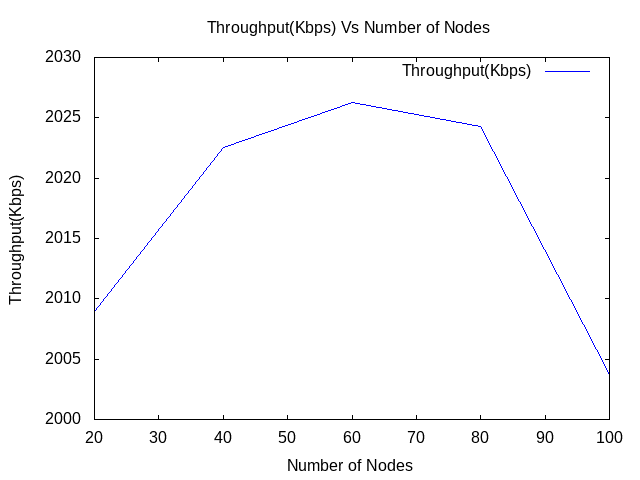 Throughput(Kbps) Vs Number of Nodes
2030
Throughput(Kbps)
2025
2020
2015
Throughput(Kbps)
2010
2005
2000
20 30 40 50 60 70 80 90 100
Number of Nodes